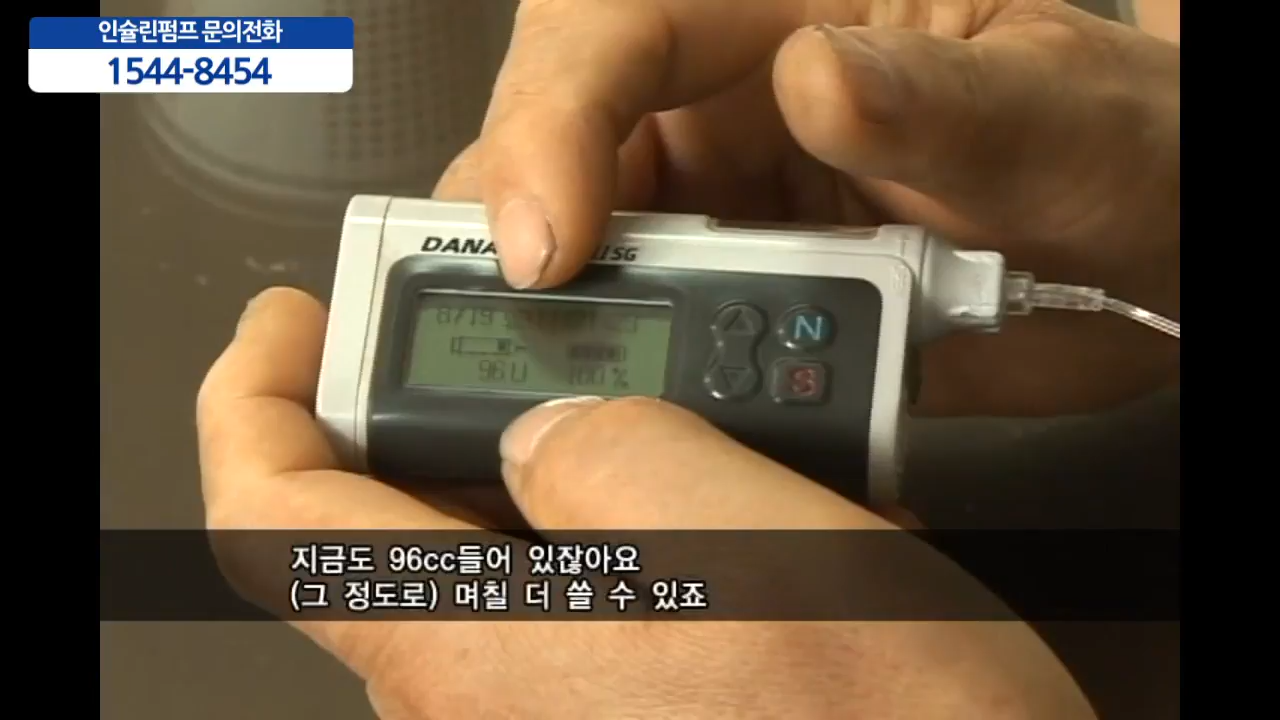 인슐린펌프 문의전화
1544-8454
DANA
SG
8/19
96U 100%
N
S
지금도 96cc들어 있잖아요
(그 정도로) 며칠 더 쓸 수 있죠